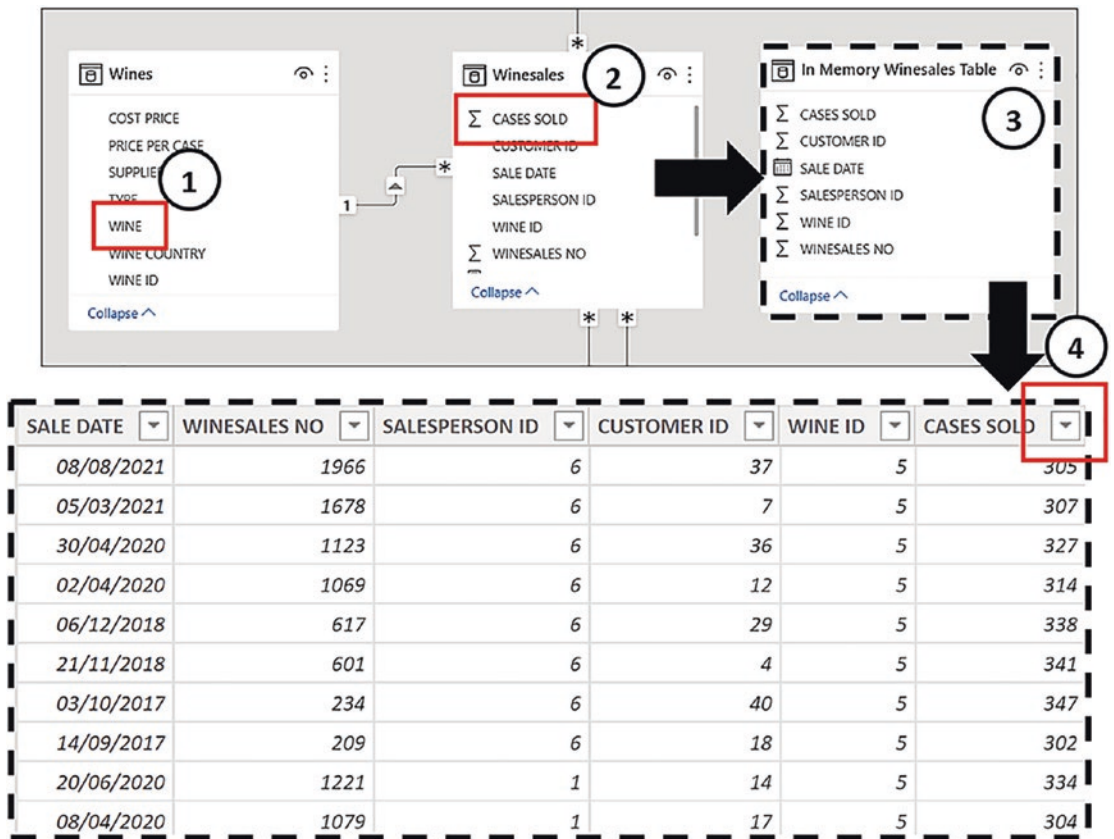 Wines
COST PRICE
PRICE PER CASE
SUPPLIER
TYPE
WINE
WINE COUNTRY
WINE ID
Collapse
1
1
*
*
Winesales
2
CASES SOLD
CUSTOMER ID
SALE DATE
SALESPERSON ID
WINE ID
WINESALES NO
Collapse
* *
In Memory Winesales Table
3
CASES SOLD
CUSTOMER ID
SALE DATE
SALESPERSON ID
WINE ID
WINESALES NO
Collapse
4
SALE DATE WINESALES NO SALESPERSON ID CUSTOMER ID WINE ID CASES SOLD
08/08/2021 1966 6 37 5 305
05/03/2021 1678 6 7 5 307
30/04/2020 1123 6 36 5 327
02/04/2020 1069 6 12 5 314
06/12/2018 617 6 29 5 338
21/11/2018 601 6 4 5 341
03/10/2017 234 6 40 5 347
14/09/2017 209 6 18 5 302
20/06/2020 1221 1 14 5 334
08/04/2020 1079 1 17 5 304